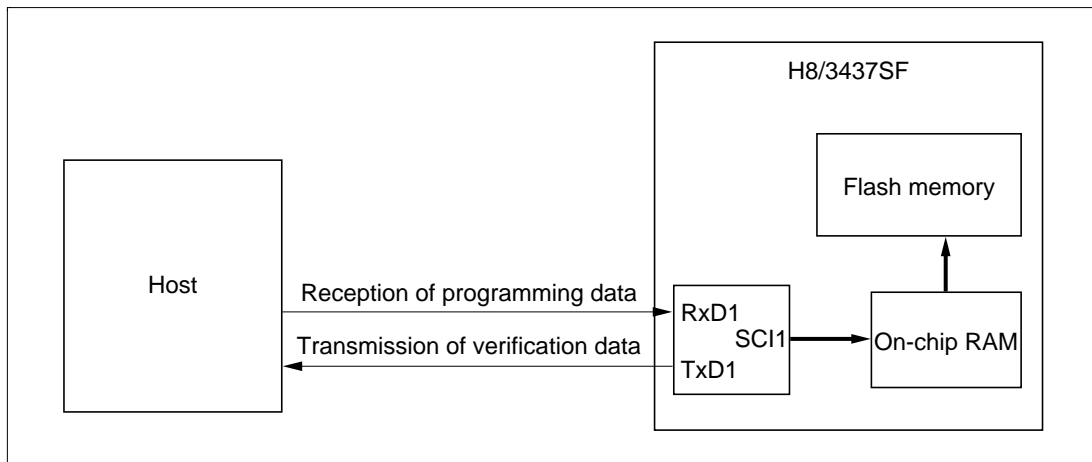 H8/3437SF
Flash memory
Host
Reception of programming data
RxD1
SCI1
On-chip RAM
Transmission of verification data
TxD1